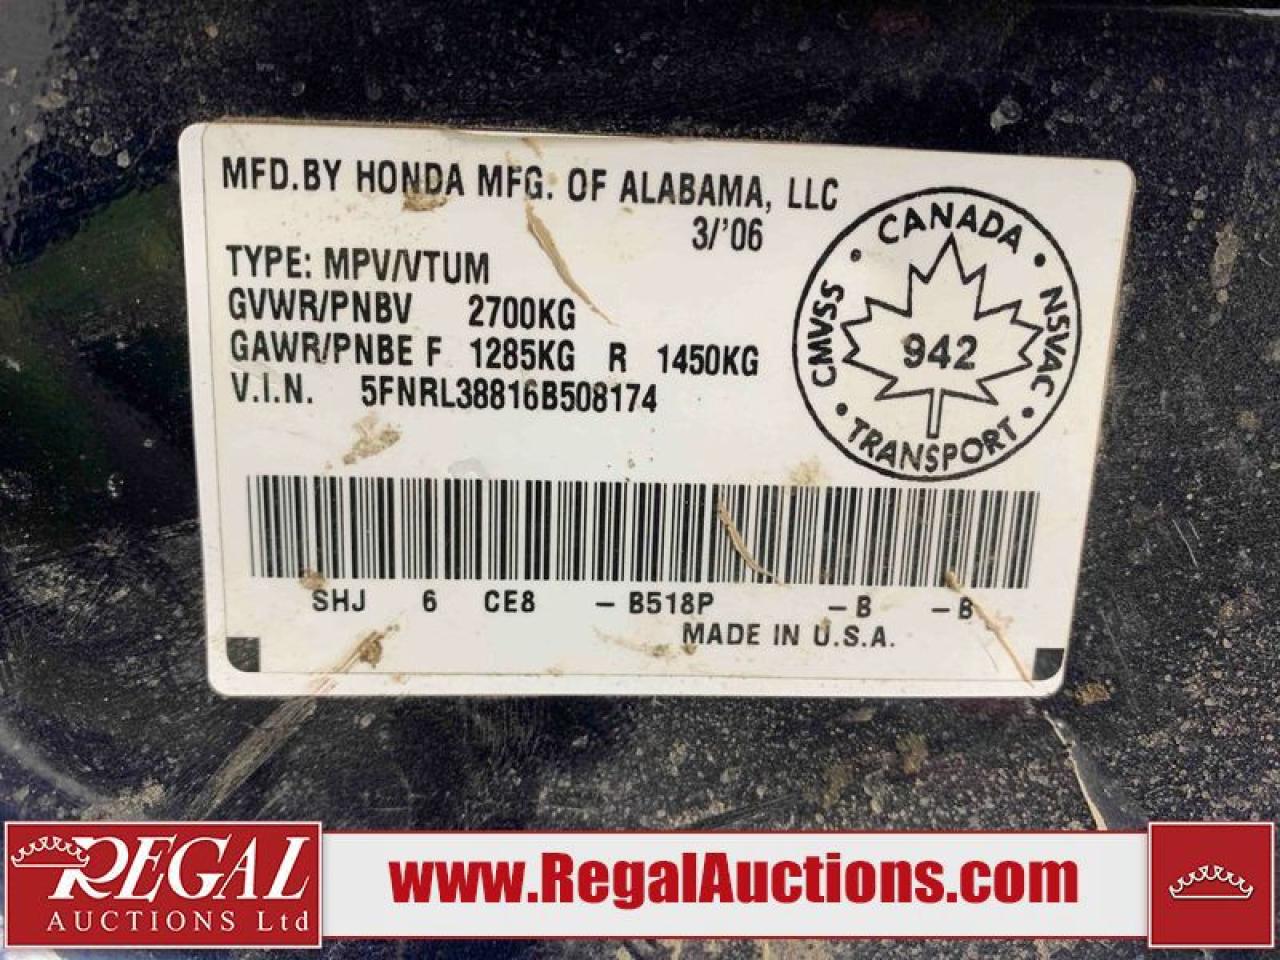 MFD.BY HONDA MFG. OF ALABAMA, LLC
3/'06
TYPE: MPV/VTUM
GVWR/PNBV 2700KG
GAWR/PNBE F 1285KG R 1450KG
V.I.N. 5FNRL38816B508174
CANADA
CMVSS
942
NSVAC
TRANSPORT
SHJ 6 CE8 -B518P -B -B
MADE IN U.S.A.
REGAL
AUCTIONS Ltd
www.RegalAuctions.com